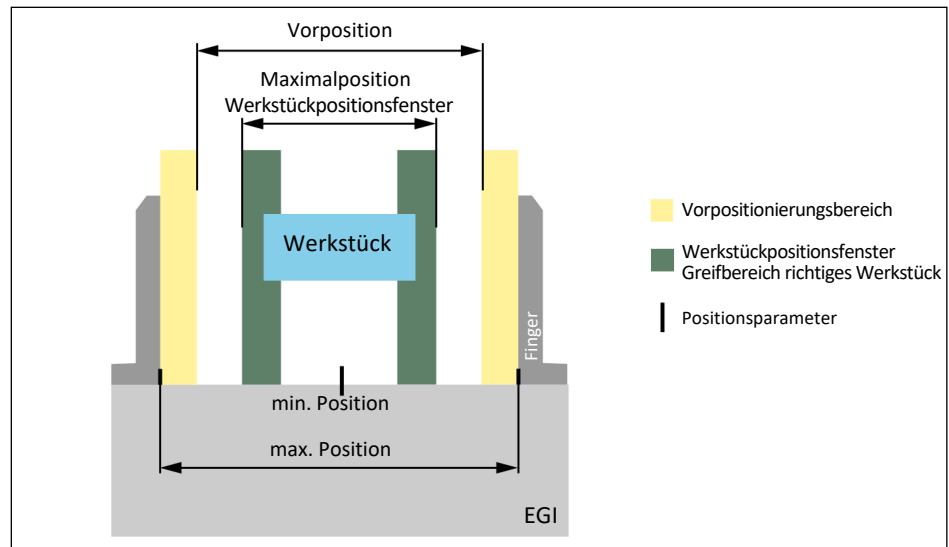 Vorposition
Maximalposition
Werkstückpositionsfenster
Werkstück
Vorpositionierungsbereich
Werkstückpositionsfenster
Greifbereich richtiges Werkstück
Positionsparameter
Finger
min. Position
max. Position
EGI